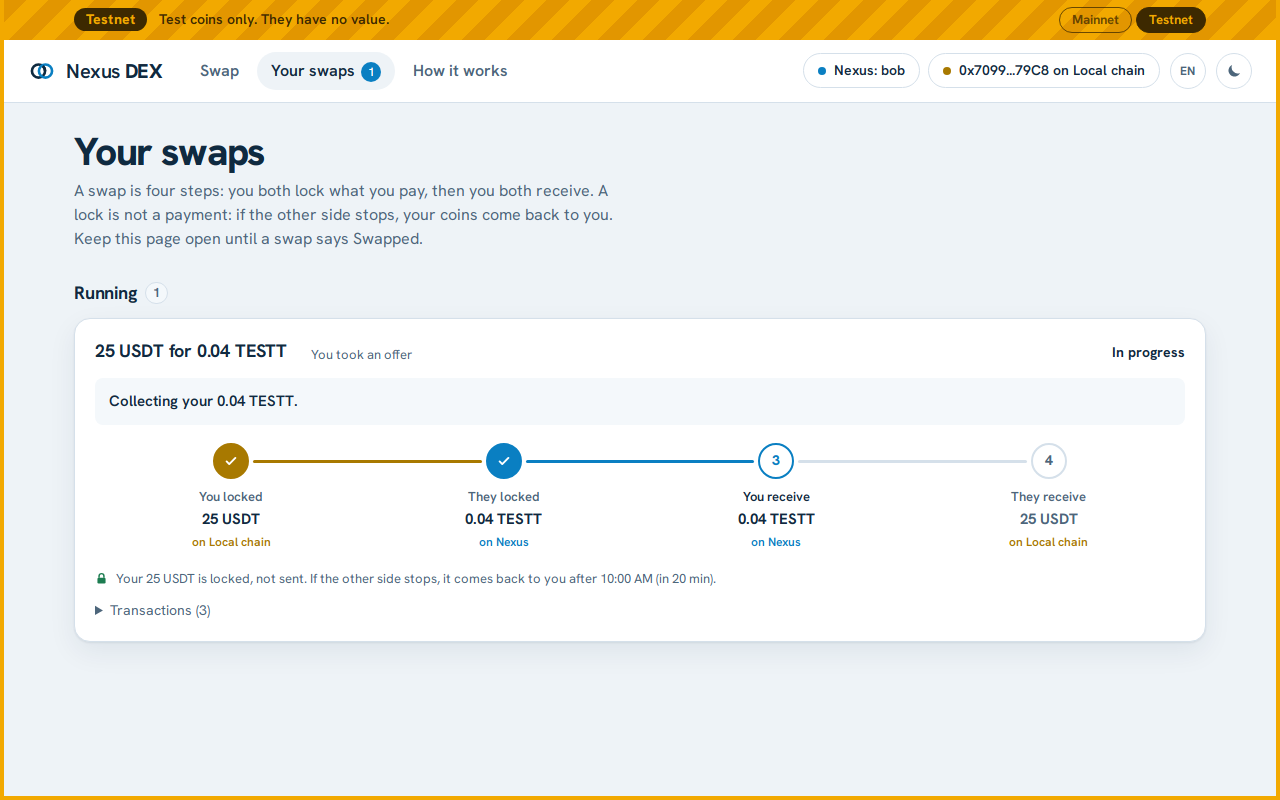 Testnet Test coins only. They have no value. Mainnet Testnet
Nexus DEX Swap Your swaps 1 How it works Nexus: bob 0x7099…79C8 on Local chain EN
Your swaps
A swap is four steps: you both lock what you pay, then you both receive. A
lock is not a payment: if the other side stops, your coins come back to you.
Keep this page open until a swap says Swapped.
Running 1
25 USDT for 0.04 TESTT You took an offer In progress
Collecting your 0.04 TESTT.
3 4
You locked They locked You receive They receive
25 USDT 0.04 TESTT 0.04 TESTT 25 USDT
on Local chain on Nexus on Nexus on Local chain
Your 25 USDT is locked, not sent. If the other side stops, it comes back to you after 10:00 AM (in 20 min).
Transactions (3)